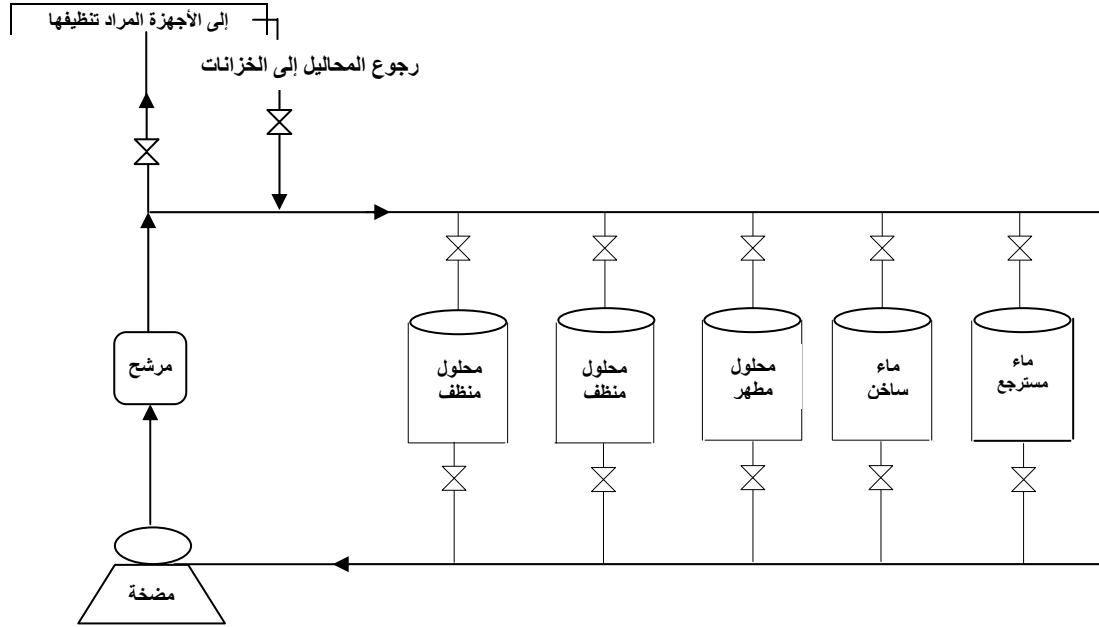 إلى الأجهزة المراد تنظيفها
رجوع المحاليل إلى الخزانات
مرشح
محلول
منظف
محلول
منظف
محلول
مطهر
ماء
ساخن
ماء
مسترجع
مضخة